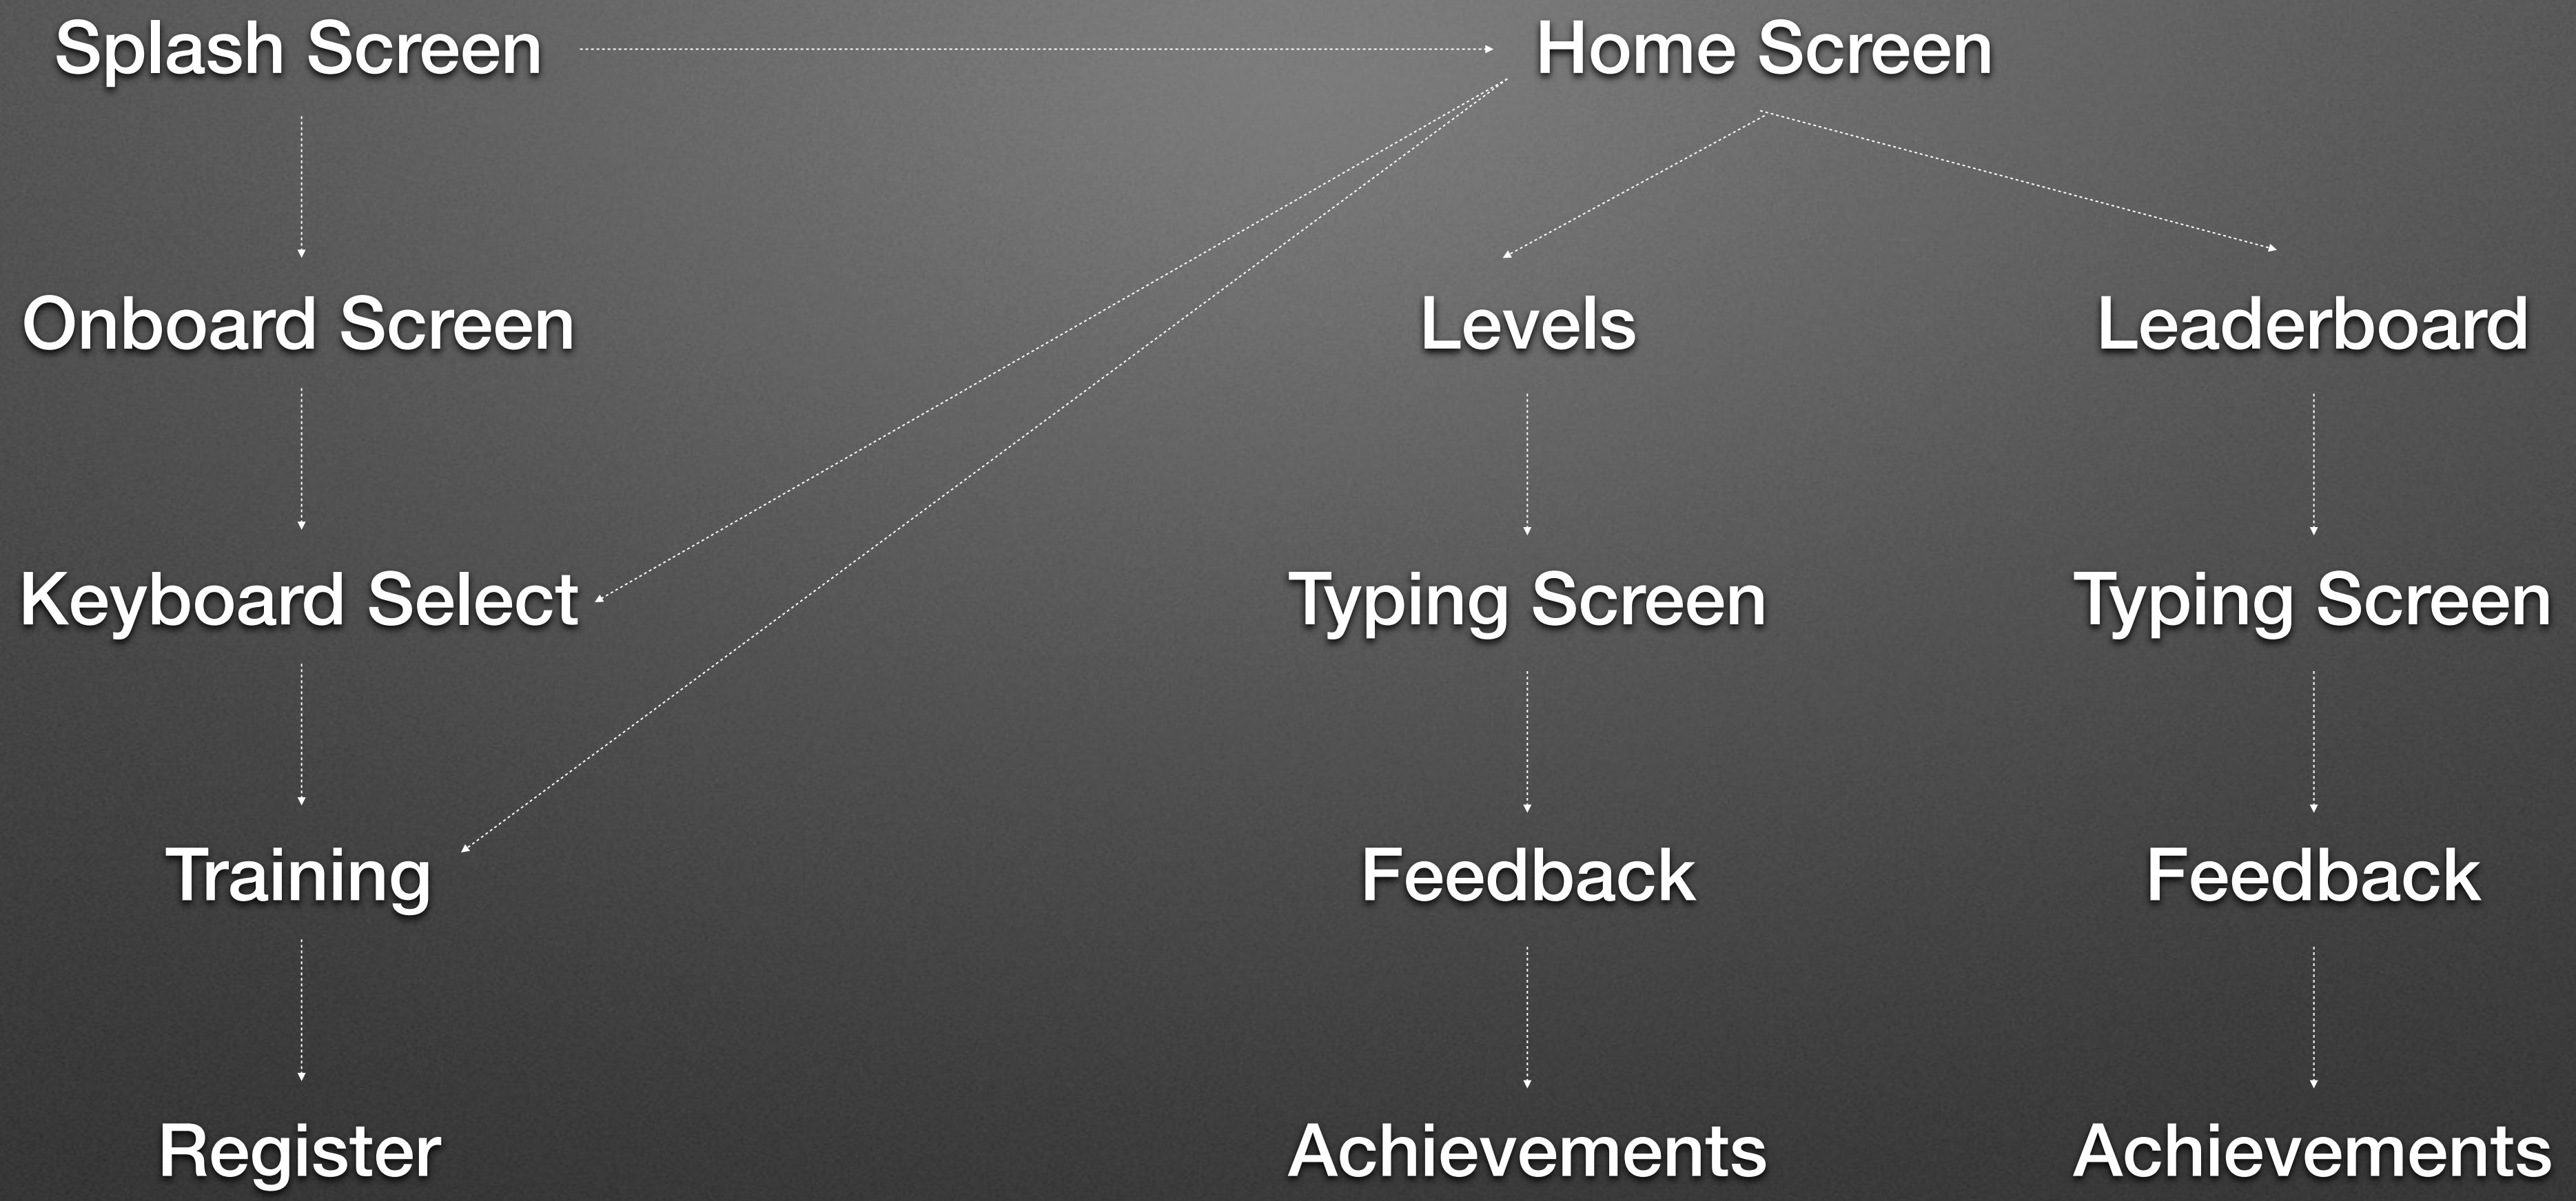 Splash Screen
Home Screen
Onboard Screen
Levels
Leaderboard
Keyboard Select
Typing Screen
Typing Screen
Training
Feedback
Feedback
Register
Achievements
Achievements